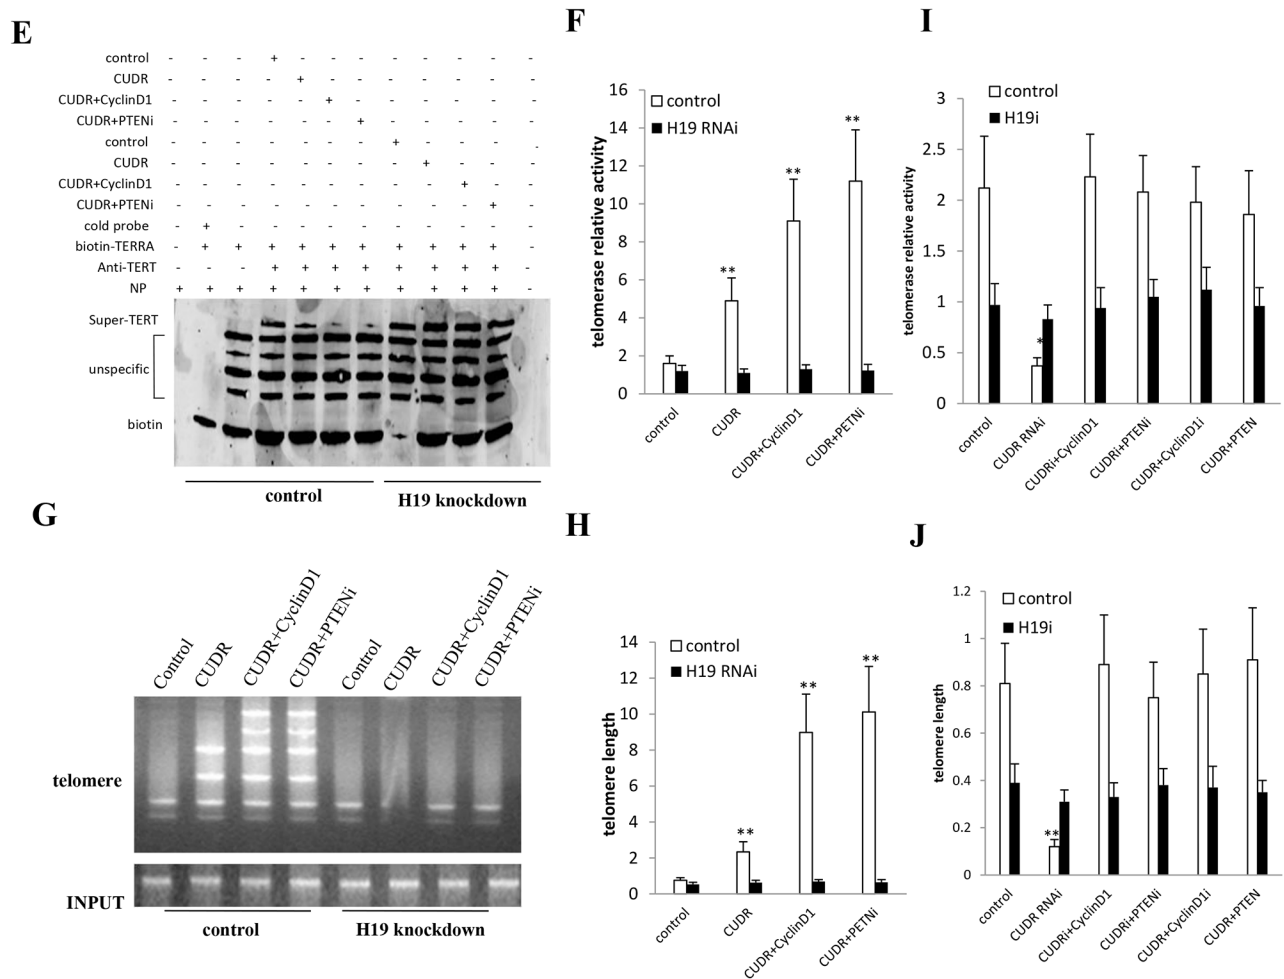 E
control - - - + - - - - - - - -
CUDR - - - - + - - - - - - -
CUDR+CyclinD1 - - - - - + - - - - - -
CUDR+PTENi - - - - - - + - - - - -
control - - - - - - - + - - - -
CUDR - - - - - - - - + - - -
CUDR+CyclinD1 - - - - - - - - - + - -
CUDR+PTENi - - - - - - - - - - + -
cold probe - + - - - - - - - - - -
biotin-TERRA - + + + + + + + + + + -
Anti-TERT - - - + + + + + + + + -
NP + + + + + + + + + + + -
Super-TERT
unspecific
biotin
control
H19 knockdown
F
telomerase relative activity
16
14
12
10
8
6
4
2
0
control
H19 RNAi
**
**
**
control
CUDR
CUDR+CyclinD1
CUDR+PETNi
I
telomerase relative activity
3
2.5
2
1.5
1
0.5
0
control
H19i
*
control
CUDR RNAi
CUDRi+CyclinD1
CUDRi+PTENi
CUDR+CyclinD1i
CUDR+PTEN
G
Control
CUDR
CUDR+CyclinD1
CUDR+PTENi
Control
CUDR
CUDR+CyclinD1
CUDR+PTENi
telomere
INPUT
control
H19 knockdown
H
telomere length
14
12
10
8
6
4
2
0
control
H19 RNAi
**
**
**
control
CUDR
CUDR+CyclinD1
CUDR+PETNi
J
telomere length
1.2
1
0.8
0.6
0.4
0.2
0
control
H19i
**
control
CUDR RNAi
CUDRi+CyclinD1
CUDRi+PTENi
CUDR+CyclinD1i
CUDR+PTEN